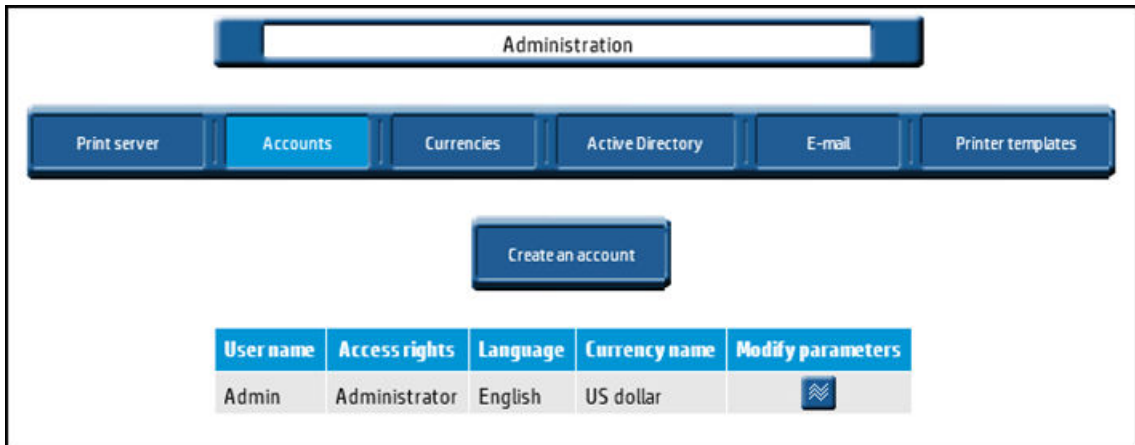 Administration
Print server Accounts Currencies Active Directory E-mail Printer templates
Create an account
User name Access rights Language Currency name Modify parameters
Admin Administrator English US dollar